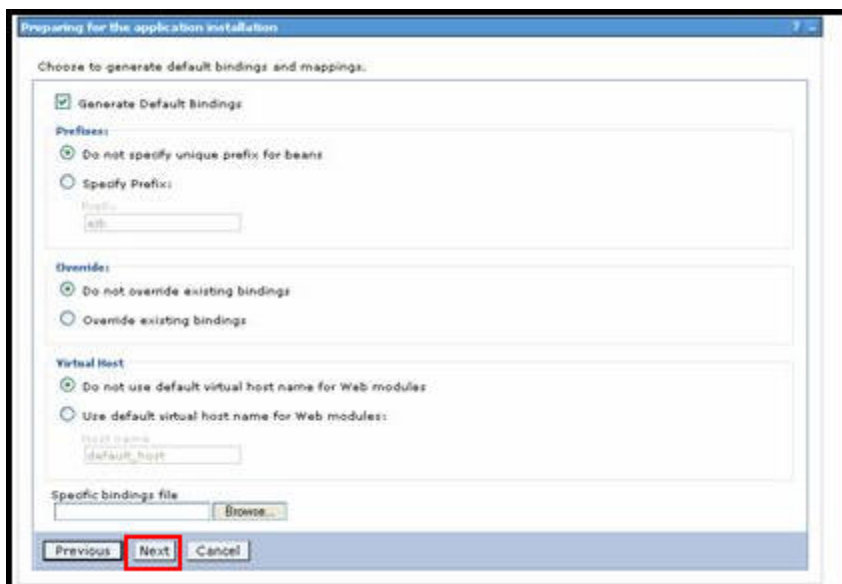 Preparing for the application installation ? –
Choose to generate default bindings and mappings.
Generate Default Bindings
Prefixes:
Do not specify unique prefix for beans
Specify Prefix:
Prefix
ejb
Override:
Do not override existing bindings
Override existing bindings
Virtual Host
Do not use default virtual host name for Web modules
Use default virtual host name for Web modules:
Host name
default_host
Specific bindings file
Browse...
Previous Next Cancel